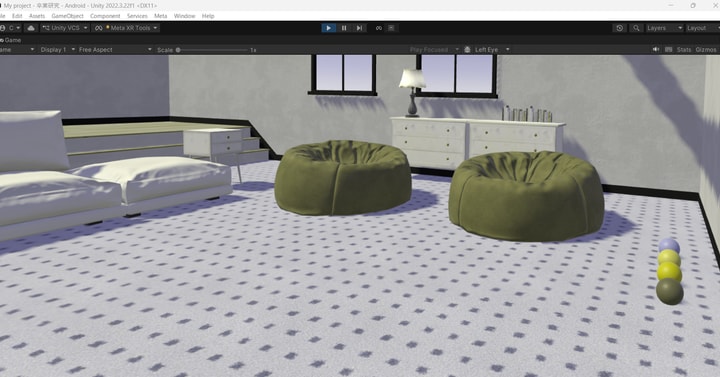 My project - 卒業研究 - Android - Unity 2022.3.22f1 <DX11>
Edit Assets GameObject Component Services Meta Window Help
C Unity VCS Meta XR Tools Layers Layout
Game
Display 1 Free Aspect Scale 1x Play Focused Left Eye Stats Gizmos